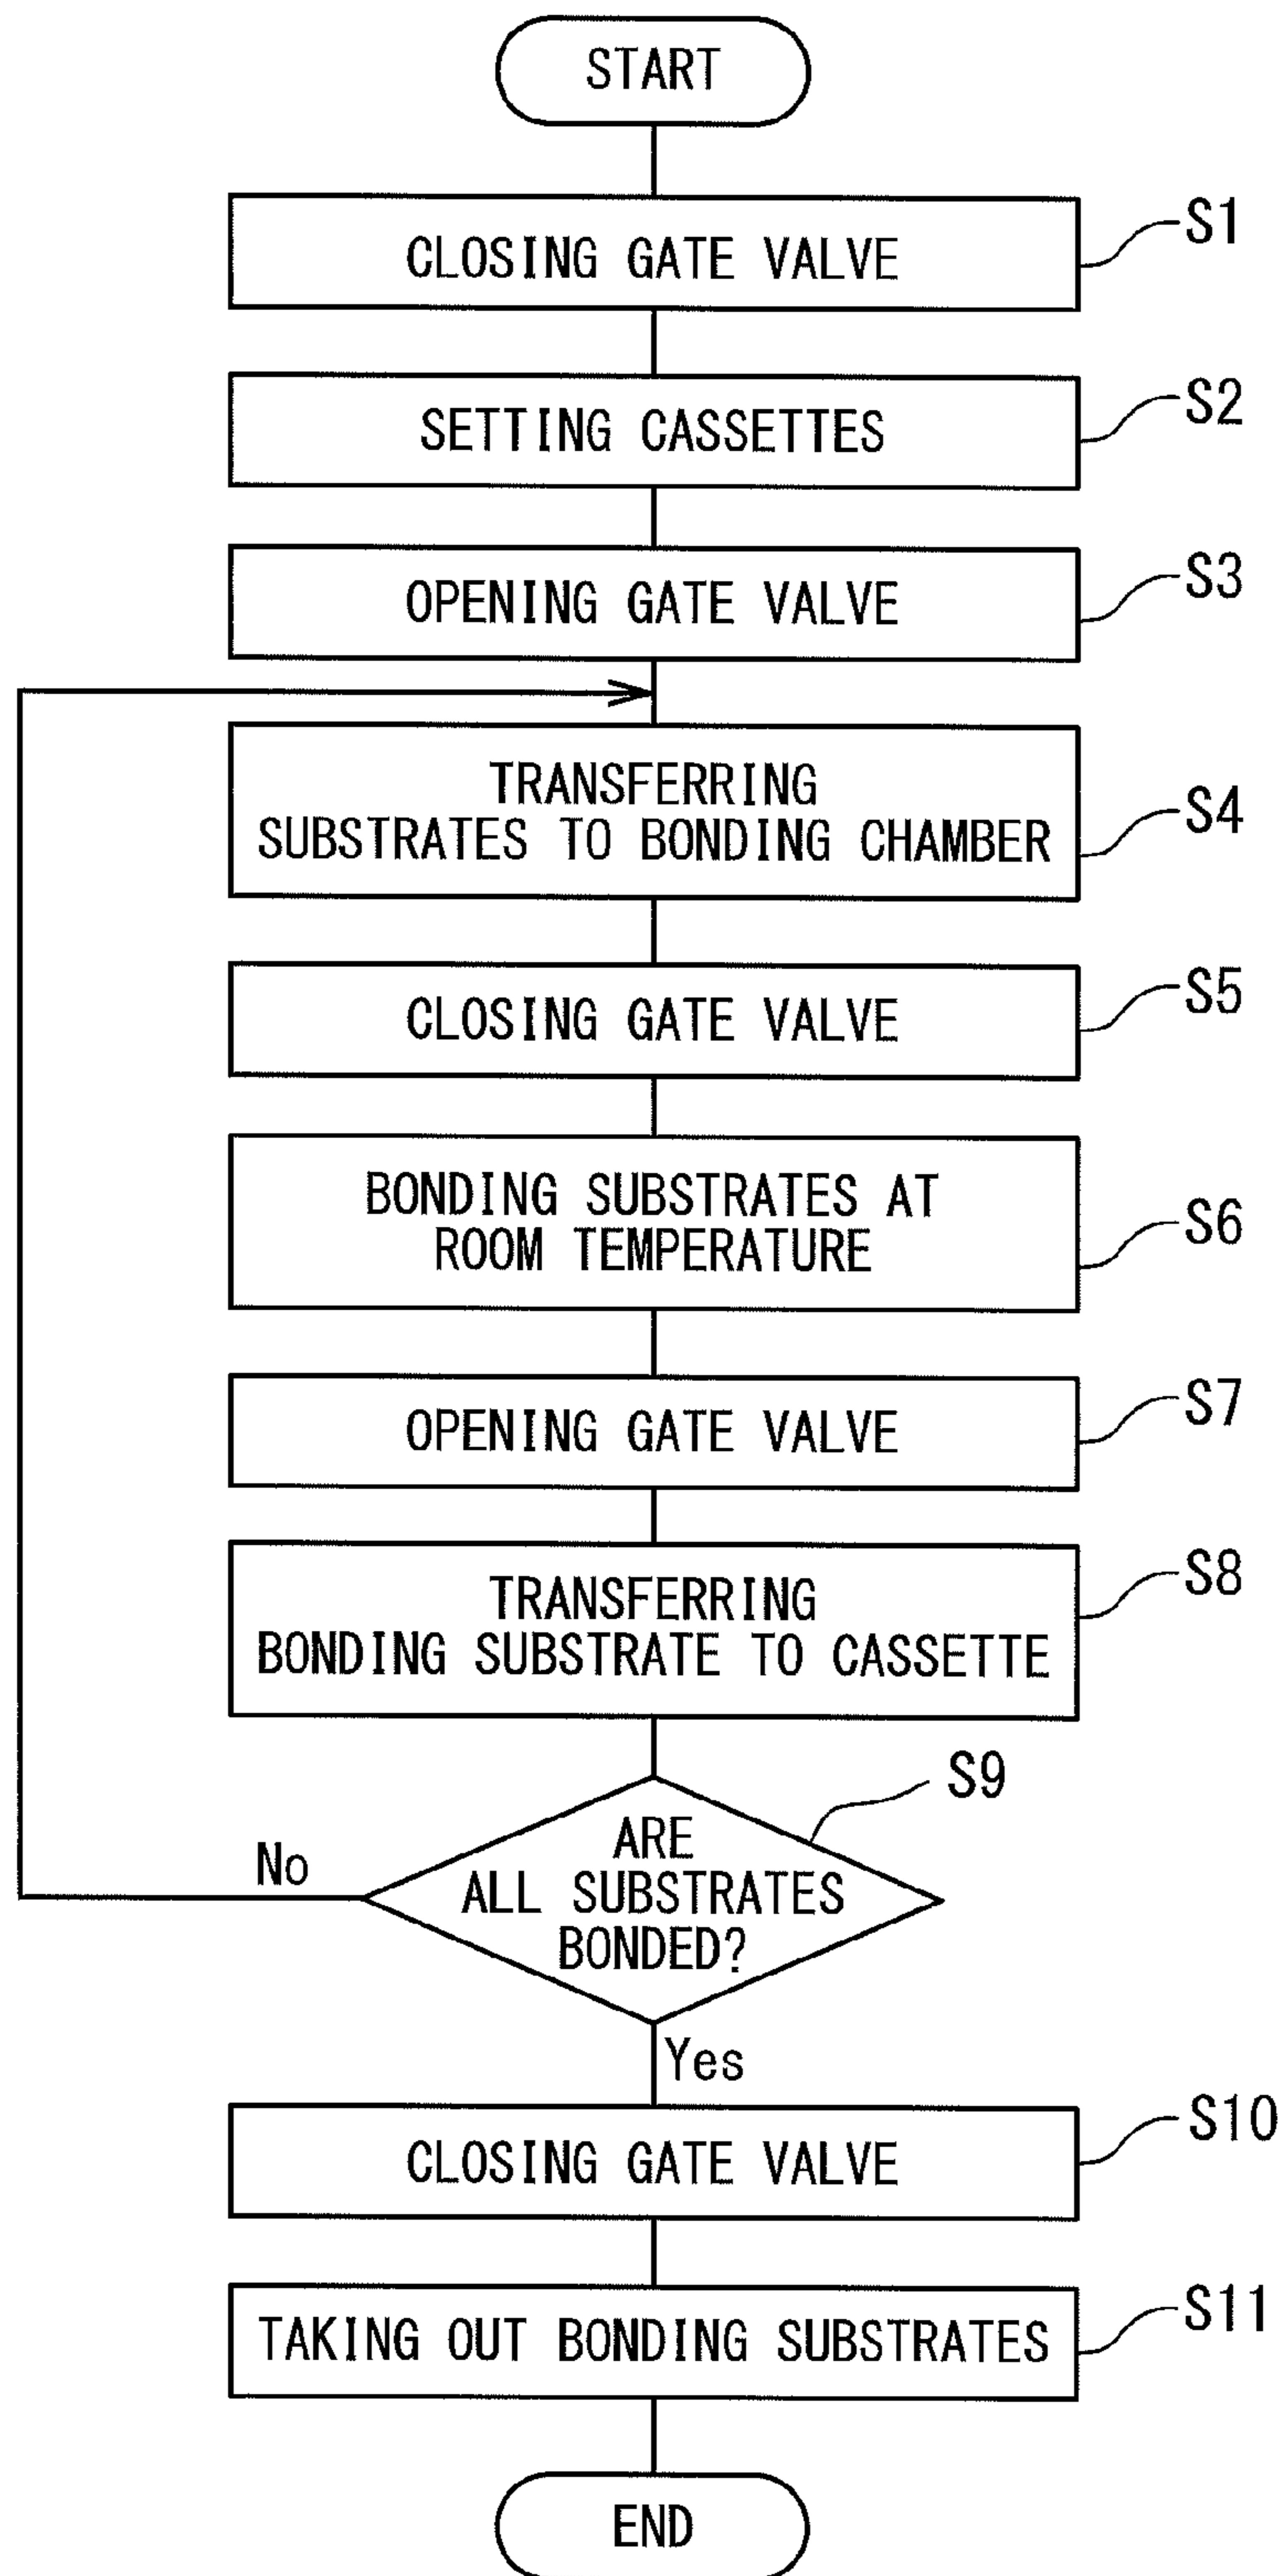 START
CLOSING GATE VALVE
S1
SETTING CASSETTES
S2
OPENING GATE VALVE
S3
TRANSFERRING
SUBSTRATES TO BONDING CHAMBER
S4
CLOSING GATE VALVE
S5
BONDING SUBSTRATES AT
ROOM TEMPERATURE
S6
OPENING GATE VALVE
S7
TRANSFERRING
BONDING SUBSTRATE TO CASSETTE
S8
S9
ARE
ALL SUBSTRATES
BONDED?
No
Yes
CLOSING GATE VALVE
S10
TAKING OUT BONDING SUBSTRATES
S11
END